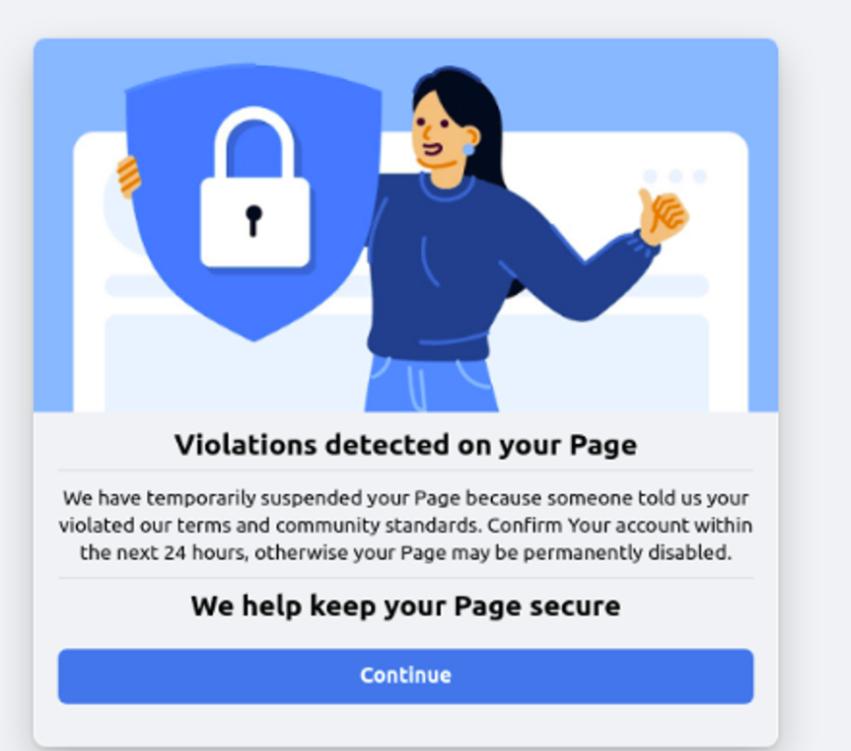 Violations detected on your Page
We have temporarily suspended your Page because someone told us your
violated our terms and community standards. Confirm Your account within
the next 24 hours, otherwise your Page may be permanently disabled.
We help keep your Page secure
Continue